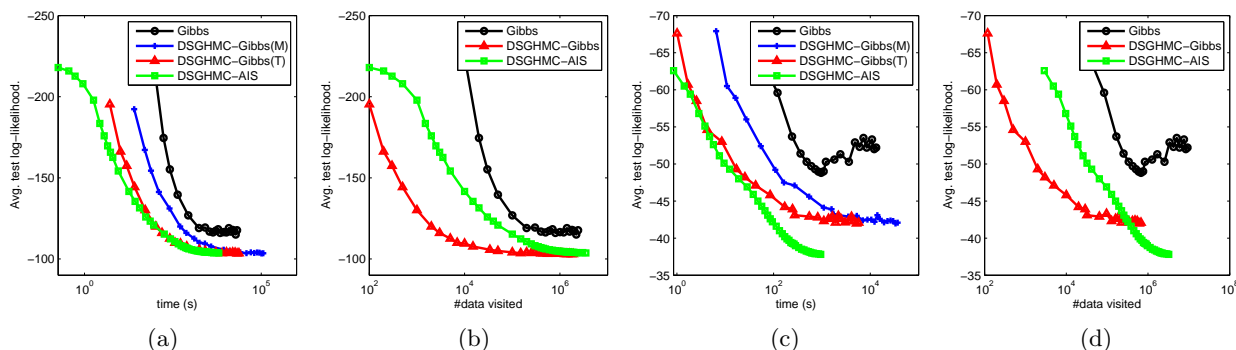 Avg. test log−likelihood.
−250
−200
−150
−100
10^0
10^5
time (s)
Gibbs
DSGHMC−Gibbs(M)
DSGHMC−Gibbs(T)
DSGHMC−AIS
(a)
Avg. test log−likelihood.
−250
−200
−150
−100
10^2
10^4
10^6
#data visited
Gibbs
DSGHMC−Gibbs
DSGHMC−AIS
(b)
Avg. test log−likelihood.
−70
−65
−60
−55
−50
−45
−40
−35
10^0
10^2
10^4
time (s)
Gibbs
DSGHMC−Gibbs(M)
DSGHMC−Gibbs(T)
DSGHMC−AIS
(c)
Avg. test log−likelihood.
−70
−65
−60
−55
−50
−45
−40
−35
10^2
10^4
10^6
10^8
#data visited
Gibbs
DSGHMC−Gibbs
DSGHMC−AIS
(d)